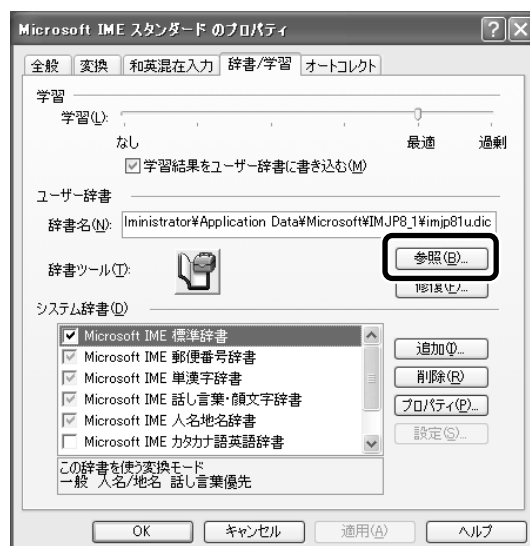 Microsoft IME スタンダード のプロパティ
全般 変換 和英混在入力 辞書/学習 オートコレクト
学習
学習(L):
なし 最適 過剰
学習結果をユーザー辞書に書き込む(M)
ユーザー辞書
辞書名(N): lministrator¥Application Data¥Microsoft¥IMJP8_1¥imjp81u.dic
参照(B)...
辞書ツール(T):
修復(E)...
システム辞書(D)
Microsoft IME 標準辞書
Microsoft IME 郵便番号辞書
Microsoft IME 単漢字辞書
Microsoft IME 話し言葉・顔文字辞書
Microsoft IME 人名地名辞書
Microsoft IME カタカナ語英語辞書
追加(I)...
削除(R)
プロパティ(P)...
設定(S)...
この辞書を使う変換モード
一般 人名/地名 話し言葉優先
OK キャンセル 適用(A) ヘルプ